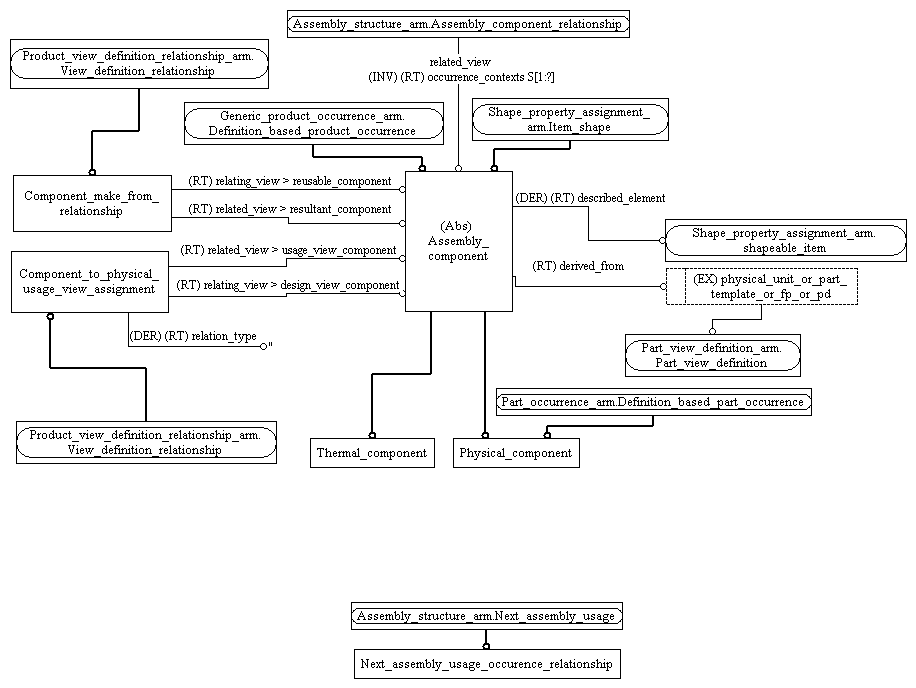 Assembly_structure_arm.Assembly_component_relationship
Product_view_definition_relationship_arm.
View_definition_relationship
related_view
(INV) (RT) occurrence_contexts S[1:?]
Generic_product_occurrence_arm.
Definition_based_product_occurrence
Shape_property_assignment_
arm.Item_shape
Component_make_from_
relationship
(RT) relating_view > reusable_component
(RT) related_view > resultant_component
(Abs)
Assembly_
component
(DER) (RT) described_element
Shape_property_assignment_arm.
shapeable_item
Component_to_physical_
usage_view_assignment
(RT) related_view > usage_view_component
(RT) relating_view > design_view_component
(RT) derived_from
(EX) physical_unit_or_part_
template_or_fp_or_pd
(DER) (RT) relation_type
"
Part_view_definition_arm.
Part_view_definition
Part_occurrence_arm.Definition_based_part_occurrence
Product_view_definition_relationship_arm.
View_definition_relationship
Thermal_component
Physical_component
Assembly_structure_arm.Next_assembly_usage
Next_assembly_usage_occurence_relationship